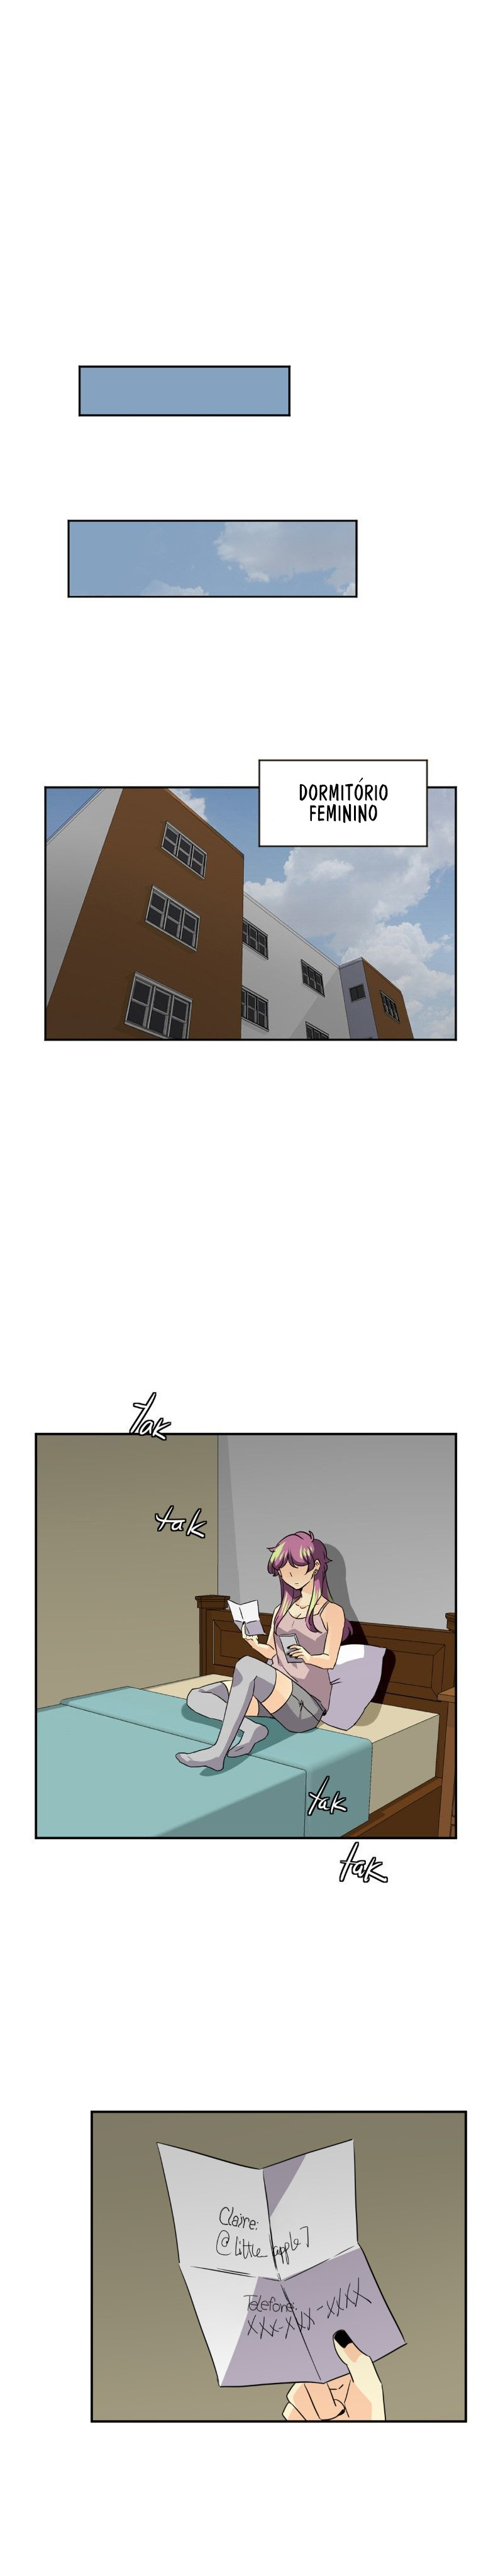 DORMITÓRIO
FEMININO
tak
tak
tak
tak
Claire:
@little_apple7
Telefone:
XXX-XXX-XXXX